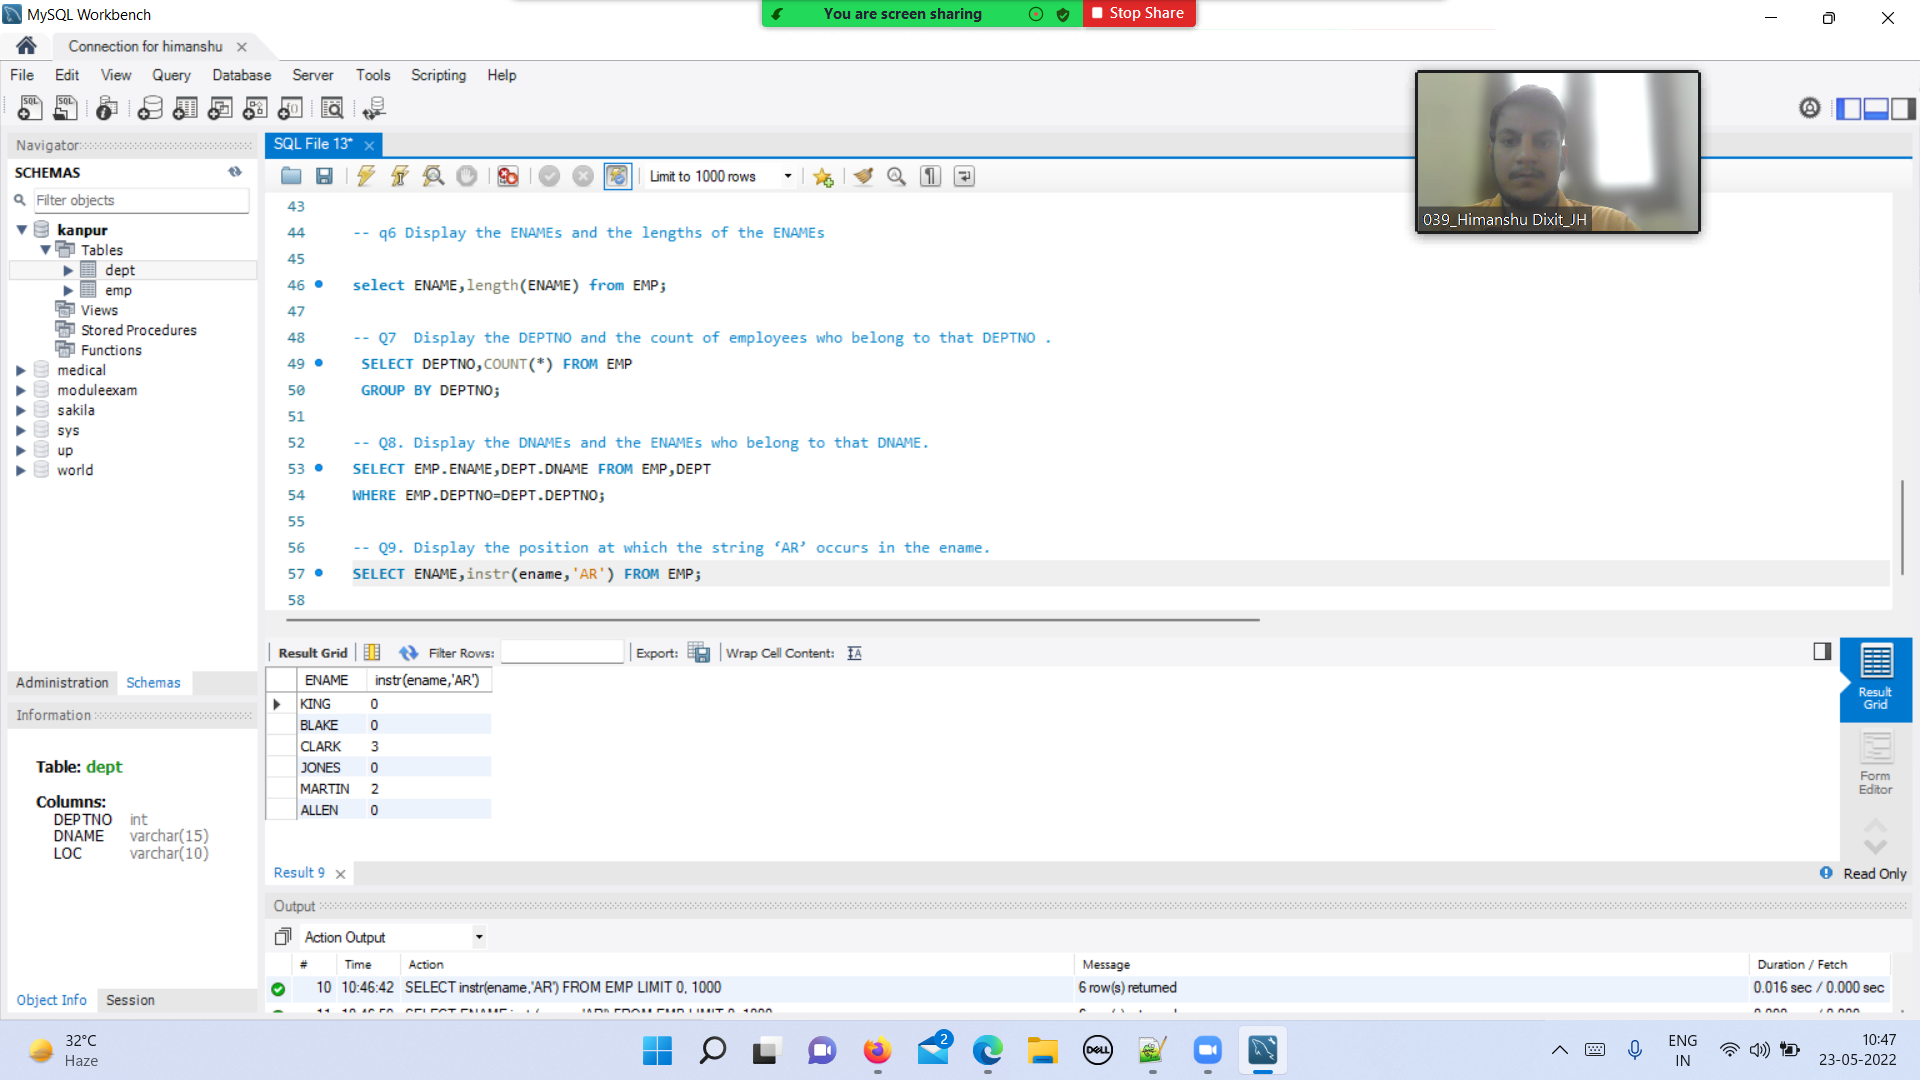 MySQL Workbench
You are screen sharing
Stop Share
Connection for himanshu
File Edit View Query Database Server Tools Scripting Help
Navigator
SCHEMAS
Filter objects
kanpur
Tables
dept
emp
Views
Stored Procedures
Functions
medical
moduleexam
sakila
sys
up
world
Administration Schemas
Information
Table: dept
Columns:
DEPTNO int
DNAME varchar(15)
LOC varchar(10)
Object Info Session
SQL File 13*
Limit to 1000 rows
039_Himanshu Dixit_JH
43
44 -- q6 Display the ENAMEs and the lengths of the ENAMEs
45
46 select ENAME,length(ENAME) from EMP;
47
48 -- Q7  Display the DEPTNO and the count of employees who belong to that DEPTNO .
49 SELECT DEPTNO,COUNT(*) FROM EMP
50 GROUP BY DEPTNO;
51
52 -- Q8. Display the DNAMEs and the ENAMEs who belong to that DNAME.
53 SELECT EMP.ENAME,DEPT.DNAME FROM EMP,DEPT
54 WHERE EMP.DEPTNO=DEPT.DEPTNO;
55
56 -- Q9. Display the position at which the string ‘AR’ occurs in the ename.
57 SELECT ENAME,instr(ename,'AR') FROM EMP;
58
Result Grid Filter Rows: Export: Wrap Cell Content:
ENAME instr(ename,'AR')
KING 0
BLAKE 0
CLARK 3
JONES 0
MARTIN 2
ALLEN 0
Result Grid
Form Editor
Result 9
Read Only
Output
Action Output
# Time Action Message Duration / Fetch
10 10:46:42 SELECT instr(ename,'AR') FROM EMP LIMIT 0, 1000 6 row(s) returned 0.016 sec / 0.000 sec
32°C
Haze
2
DELL
ENG
IN
10:47
23-05-2022